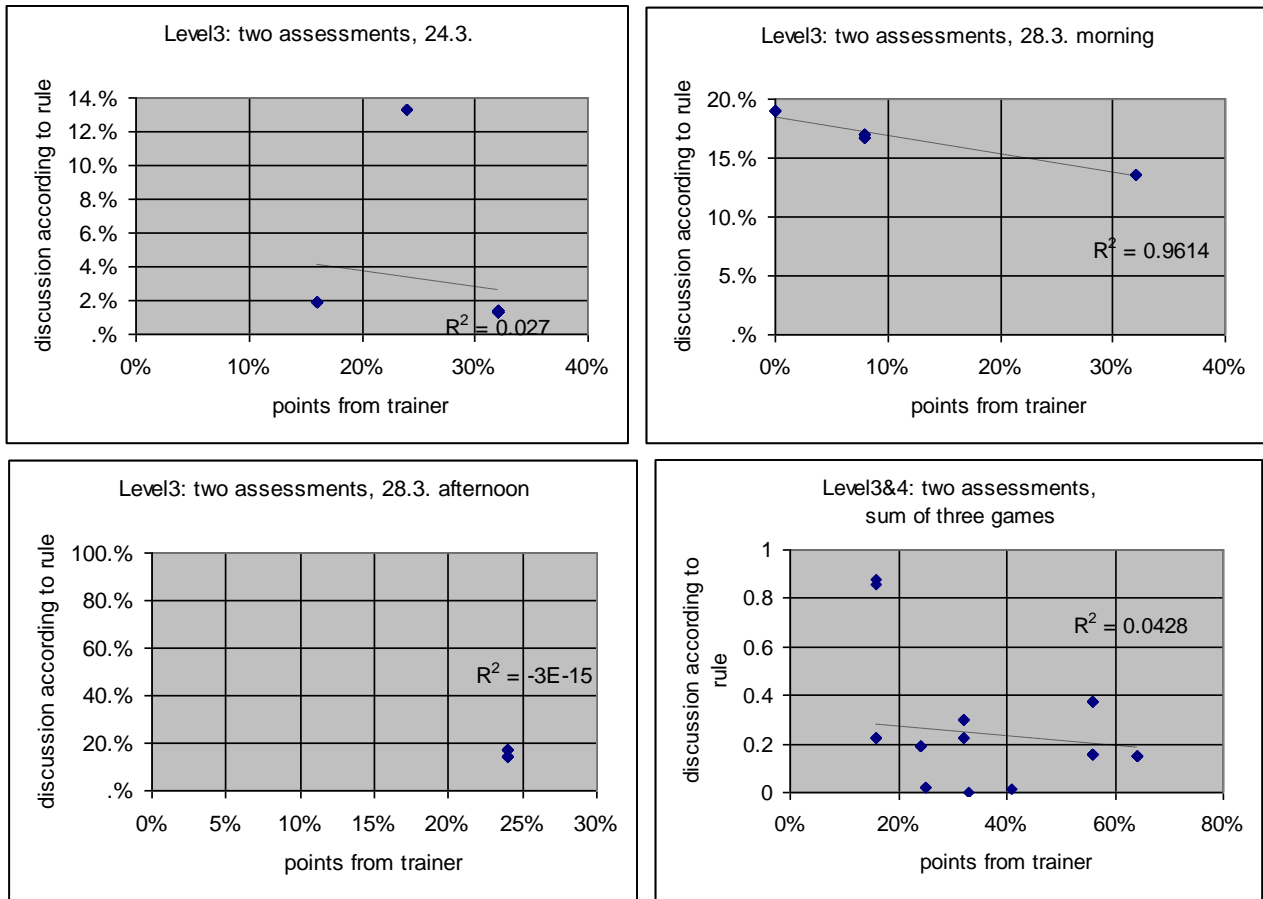 Level3: two assessments, 24.3.
discussion according to rule
14.%
12.%
10.%
8.%
6.%
4.%
2.%
.%
R2 = 0.027
0% 10% 20% 30% 40%
points from trainer
Level3: two assessments, 28.3. morning
discussion according to rule
20.%
15.%
10.%
5.%
.%
R2 = 0.9614
0% 10% 20% 30% 40%
points from trainer
Level3: two assessments, 28.3. afternoon
discussion according to rule
100.%
80.%
60.%
40.%
20.%
.%
R2 = -3E-15
0% 5% 10% 15% 20% 25% 30%
points from trainer
Level3&4: two assessments,
sum of three games
discussion according to
rule
1
0.8
0.6
0.4
0.2
0
R2 = 0.0428
0% 20% 40% 60% 80%
points from trainer